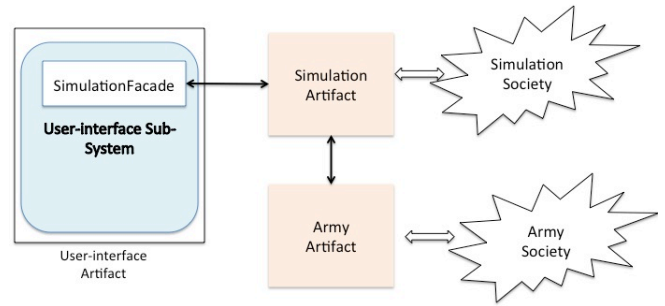 SimulationFacade
User-interface Sub-
System
User-interface
Artifact
Simulation
Artifact
Simulation
Society
Army
Artifact
Army
Society